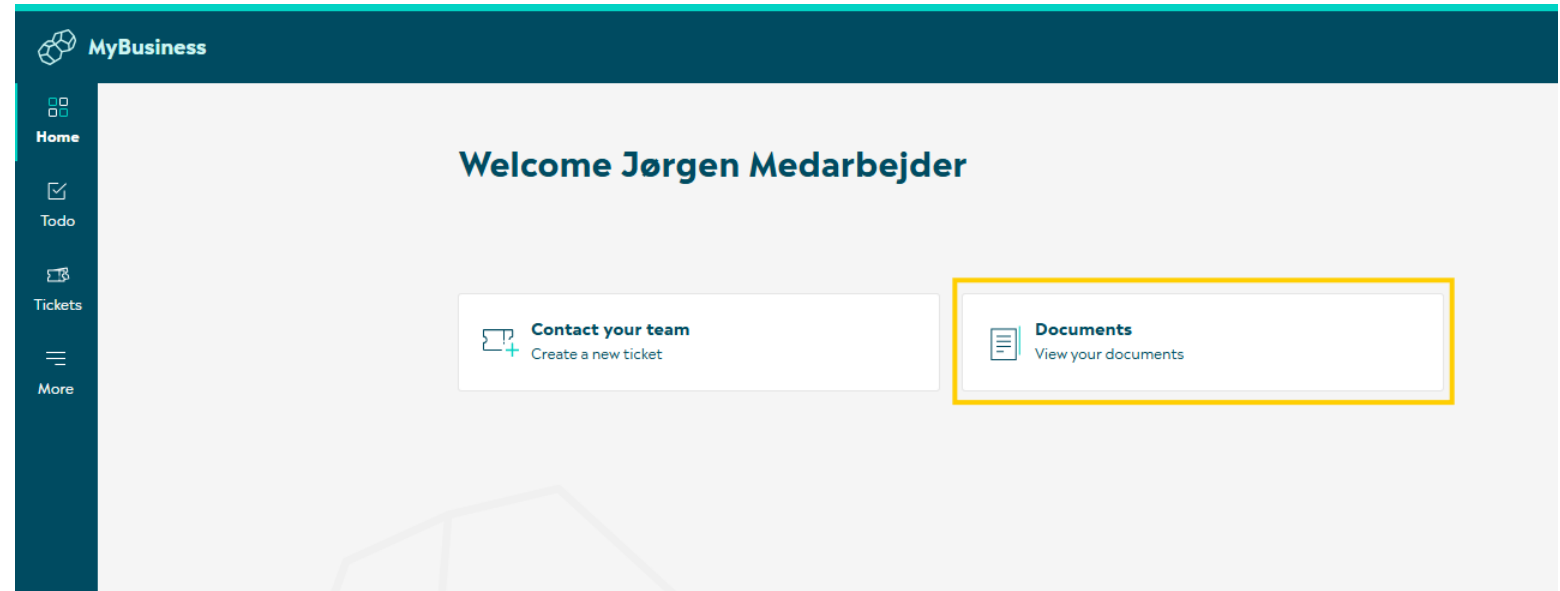 MyBusiness
Home
Todo
Tickets
More
Welcome Jørgen Medarbejder
Contact your team
Create a new ticket
Documents
View your documents